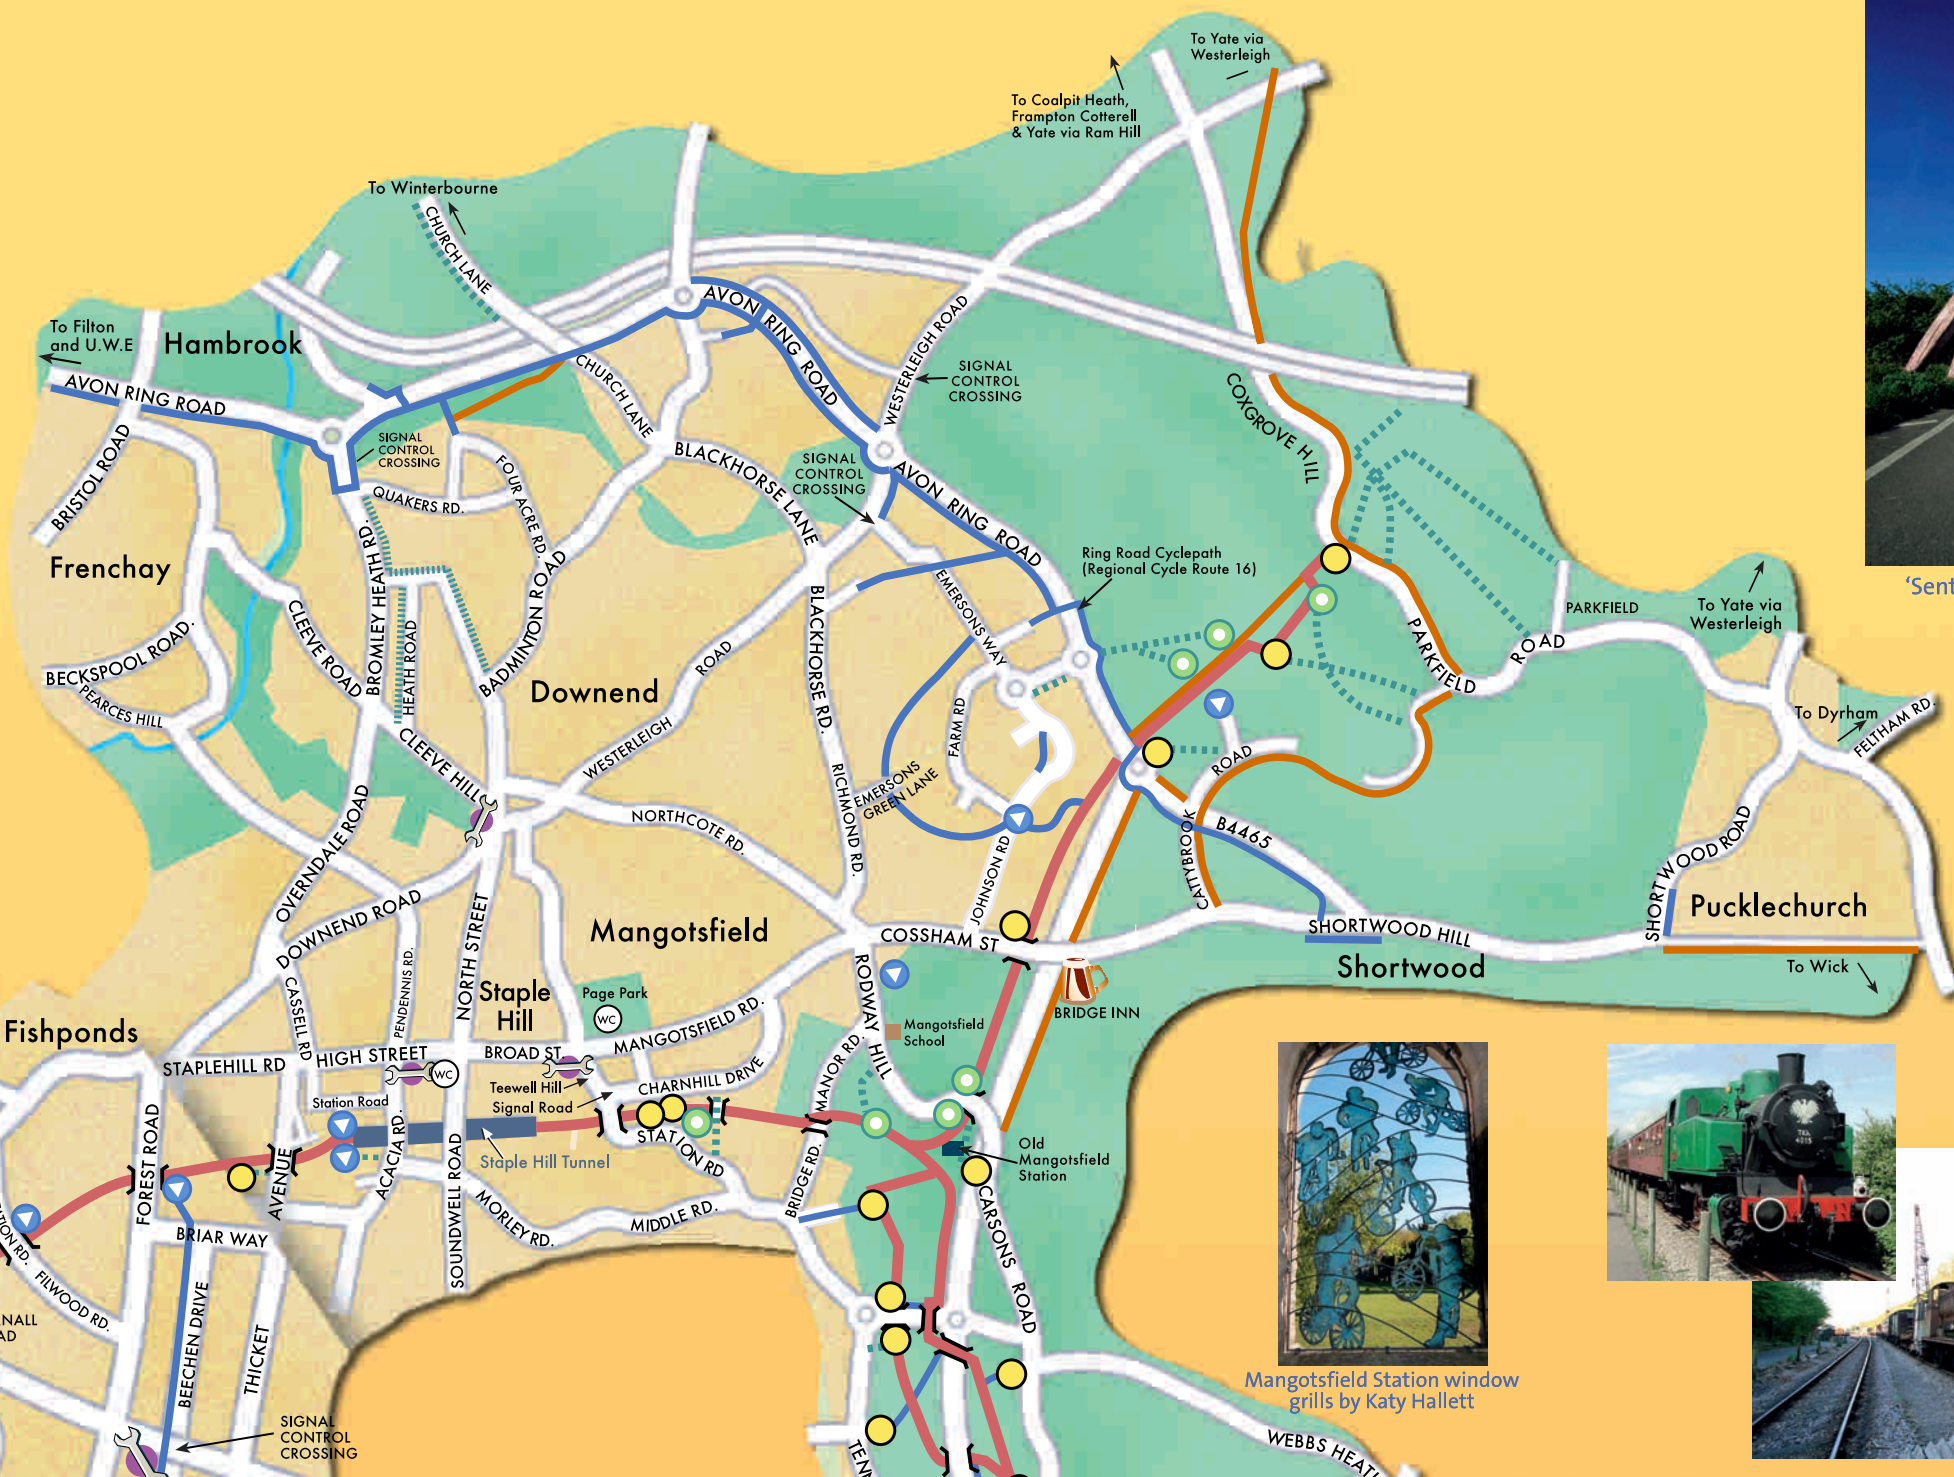 To Yate via
Westerleigh
To Coalpit Heath,
Frampton Cotterell
& Yate via Ram Hill
To Winterbourne
CHURCH LANE
To Filton
and U.W.E
Hambrook
AVON RING ROAD
AVON RING ROAD
WESTERLEIGH ROAD
SIGNAL
CONTROL
CROSSING
CHURCH LANE
COXGROVE HILL
BRISTOL ROAD
SIGNAL
CONTROL
CROSSING
QUAKERS RD.
FOUR ACRE RD.
BLACKHORSE LANE
SIGNAL
CONTROL
CROSSING
AVON RING ROAD
Ring Road Cyclepath
(Regional Cycle Route 16)
Frenchay
BROMLEY HEATH RD.
CLEEVE ROAD
HEATH ROAD
BADMINTON ROAD
BLACKHORSE RD.
EMERSONS WAY
PARKFIELD
To Yate via
Westerleigh
'Sent
BECKSPOOL ROAD.
PEARCES HILL
Downend
WESTERLEIGH ROAD
FARM RD
PARKFIELD ROAD
To Dyrham
FELTHAM RD.
CLEEVE HILL
RICHMOND RD.
EMERSONS
GREEN LANE
CATTYBROOK ROAD
B4465
NORTHCOTE RD.
JOHNSON RD
SHORTWOOD ROAD
OVERNDALE ROAD
DOWNEND ROAD
NORTH STREET
Mangotsfield
COSSHAM ST
SHORTWOOD HILL
Shortwood
Pucklechurch
To Wick
BRIDGE INN
CASSELL RD
PENDENNIS RD.
Staple
Hill
Page Park
WC
MANGOTSFIELD RD.
RODWAY HILL
Mangotsfield
School
Fishponds
STAPLEHILL RD
HIGH STREET
WC
BROAD ST.
Teewell Hill
Signal Road
CHARNHILL DRIVE
MANOR RD.
Station Road
ACACIA RD.
Staple Hill Tunnel
STATION RD
Old
Mangotsfield
Station
FOREST ROAD
AVENUE
SOUNDWELL ROAD
MORLEY RD.
MIDDLE RD.
BRIDGE RD.
CARSONS ROAD
BRIAR WAY
FILWOOD RD.
BEECHEN DRIVE
THICKET
SIGNAL
CONTROL
CROSSING
WEBBS HEATH
TKh
4015
Mangotsfield Station window
grills by Katy Hallett